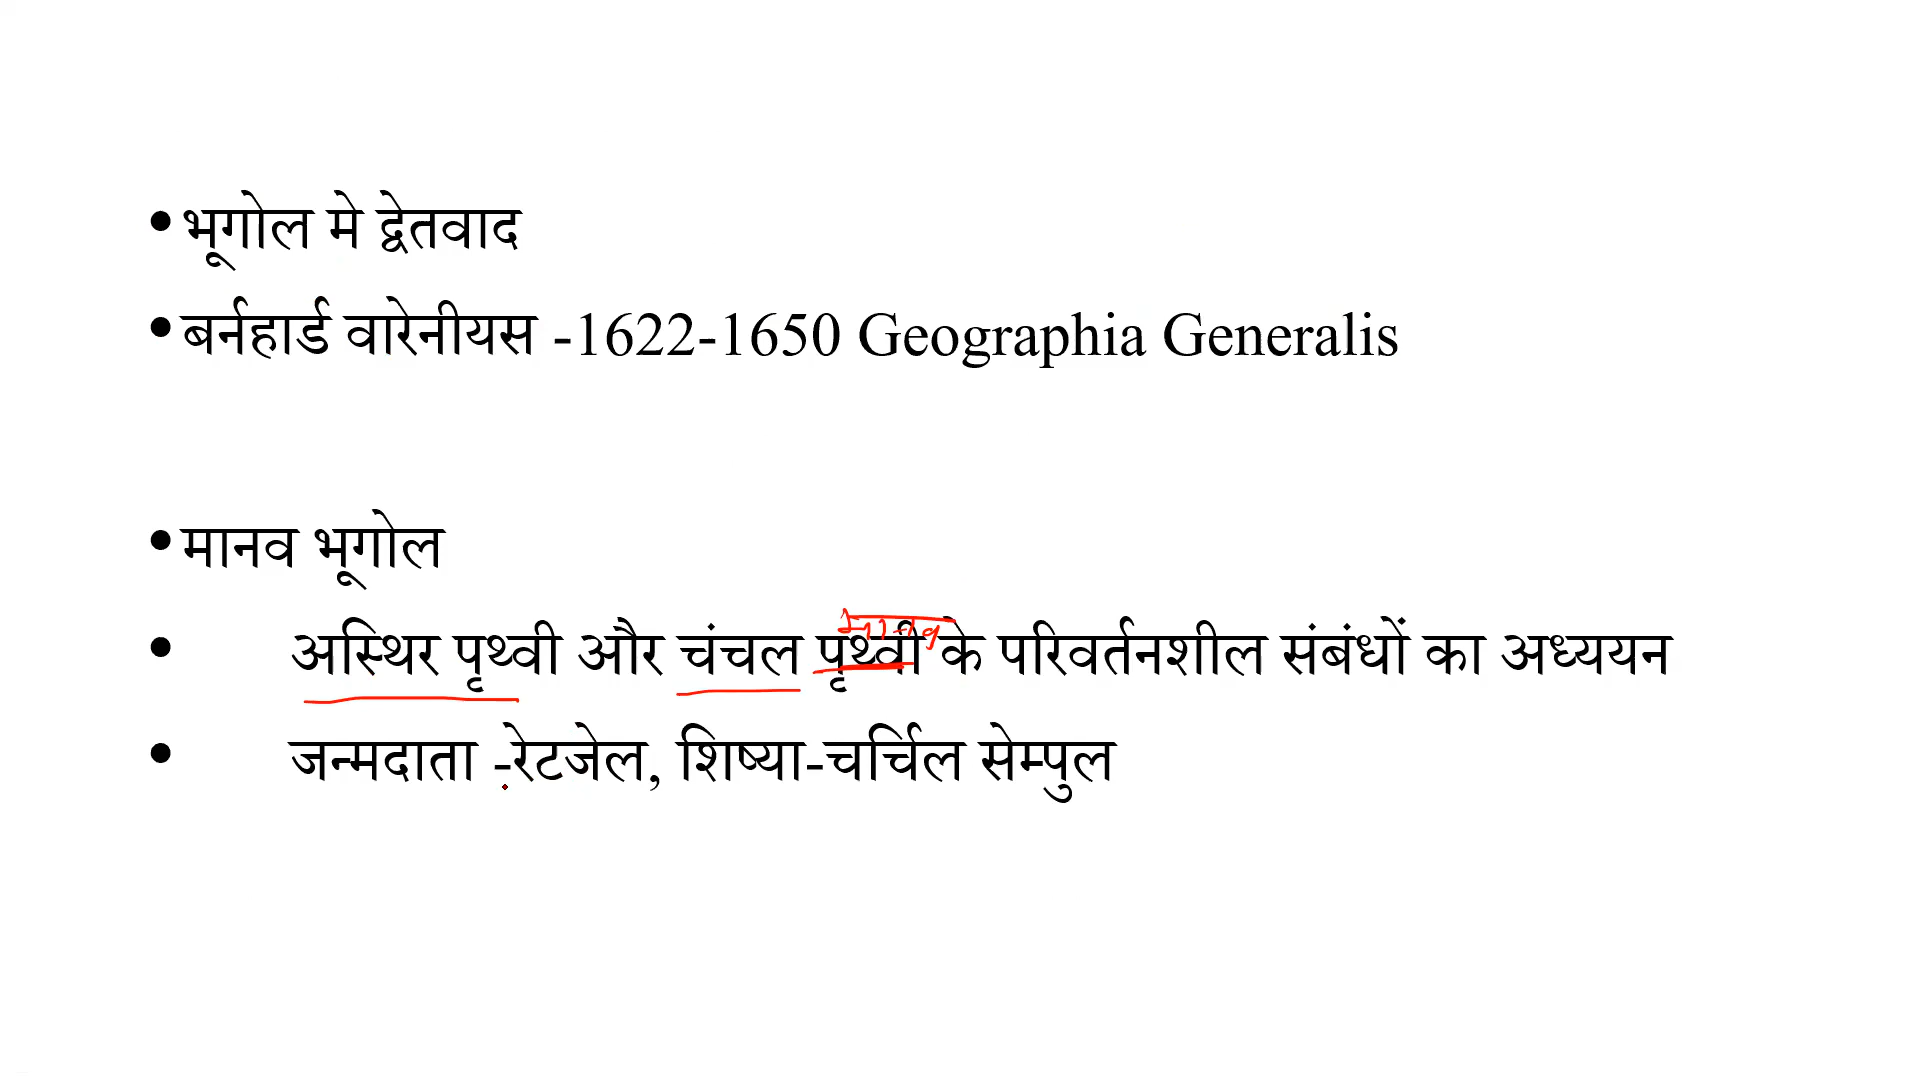 •भूगोल मे द्वेतवाद
•बर्नहार्ड वारेनीयस -1622-1650 Geographia Generalis
•मानव भूगोल
मानव
• अस्थिर पृथ्वी और चंचल पृथ्वी के परिवर्तनशील संबंधों का अध्ययन
• जन्मदाता -रेटजेल, शिष्या-चर्चिल सेम्पुल